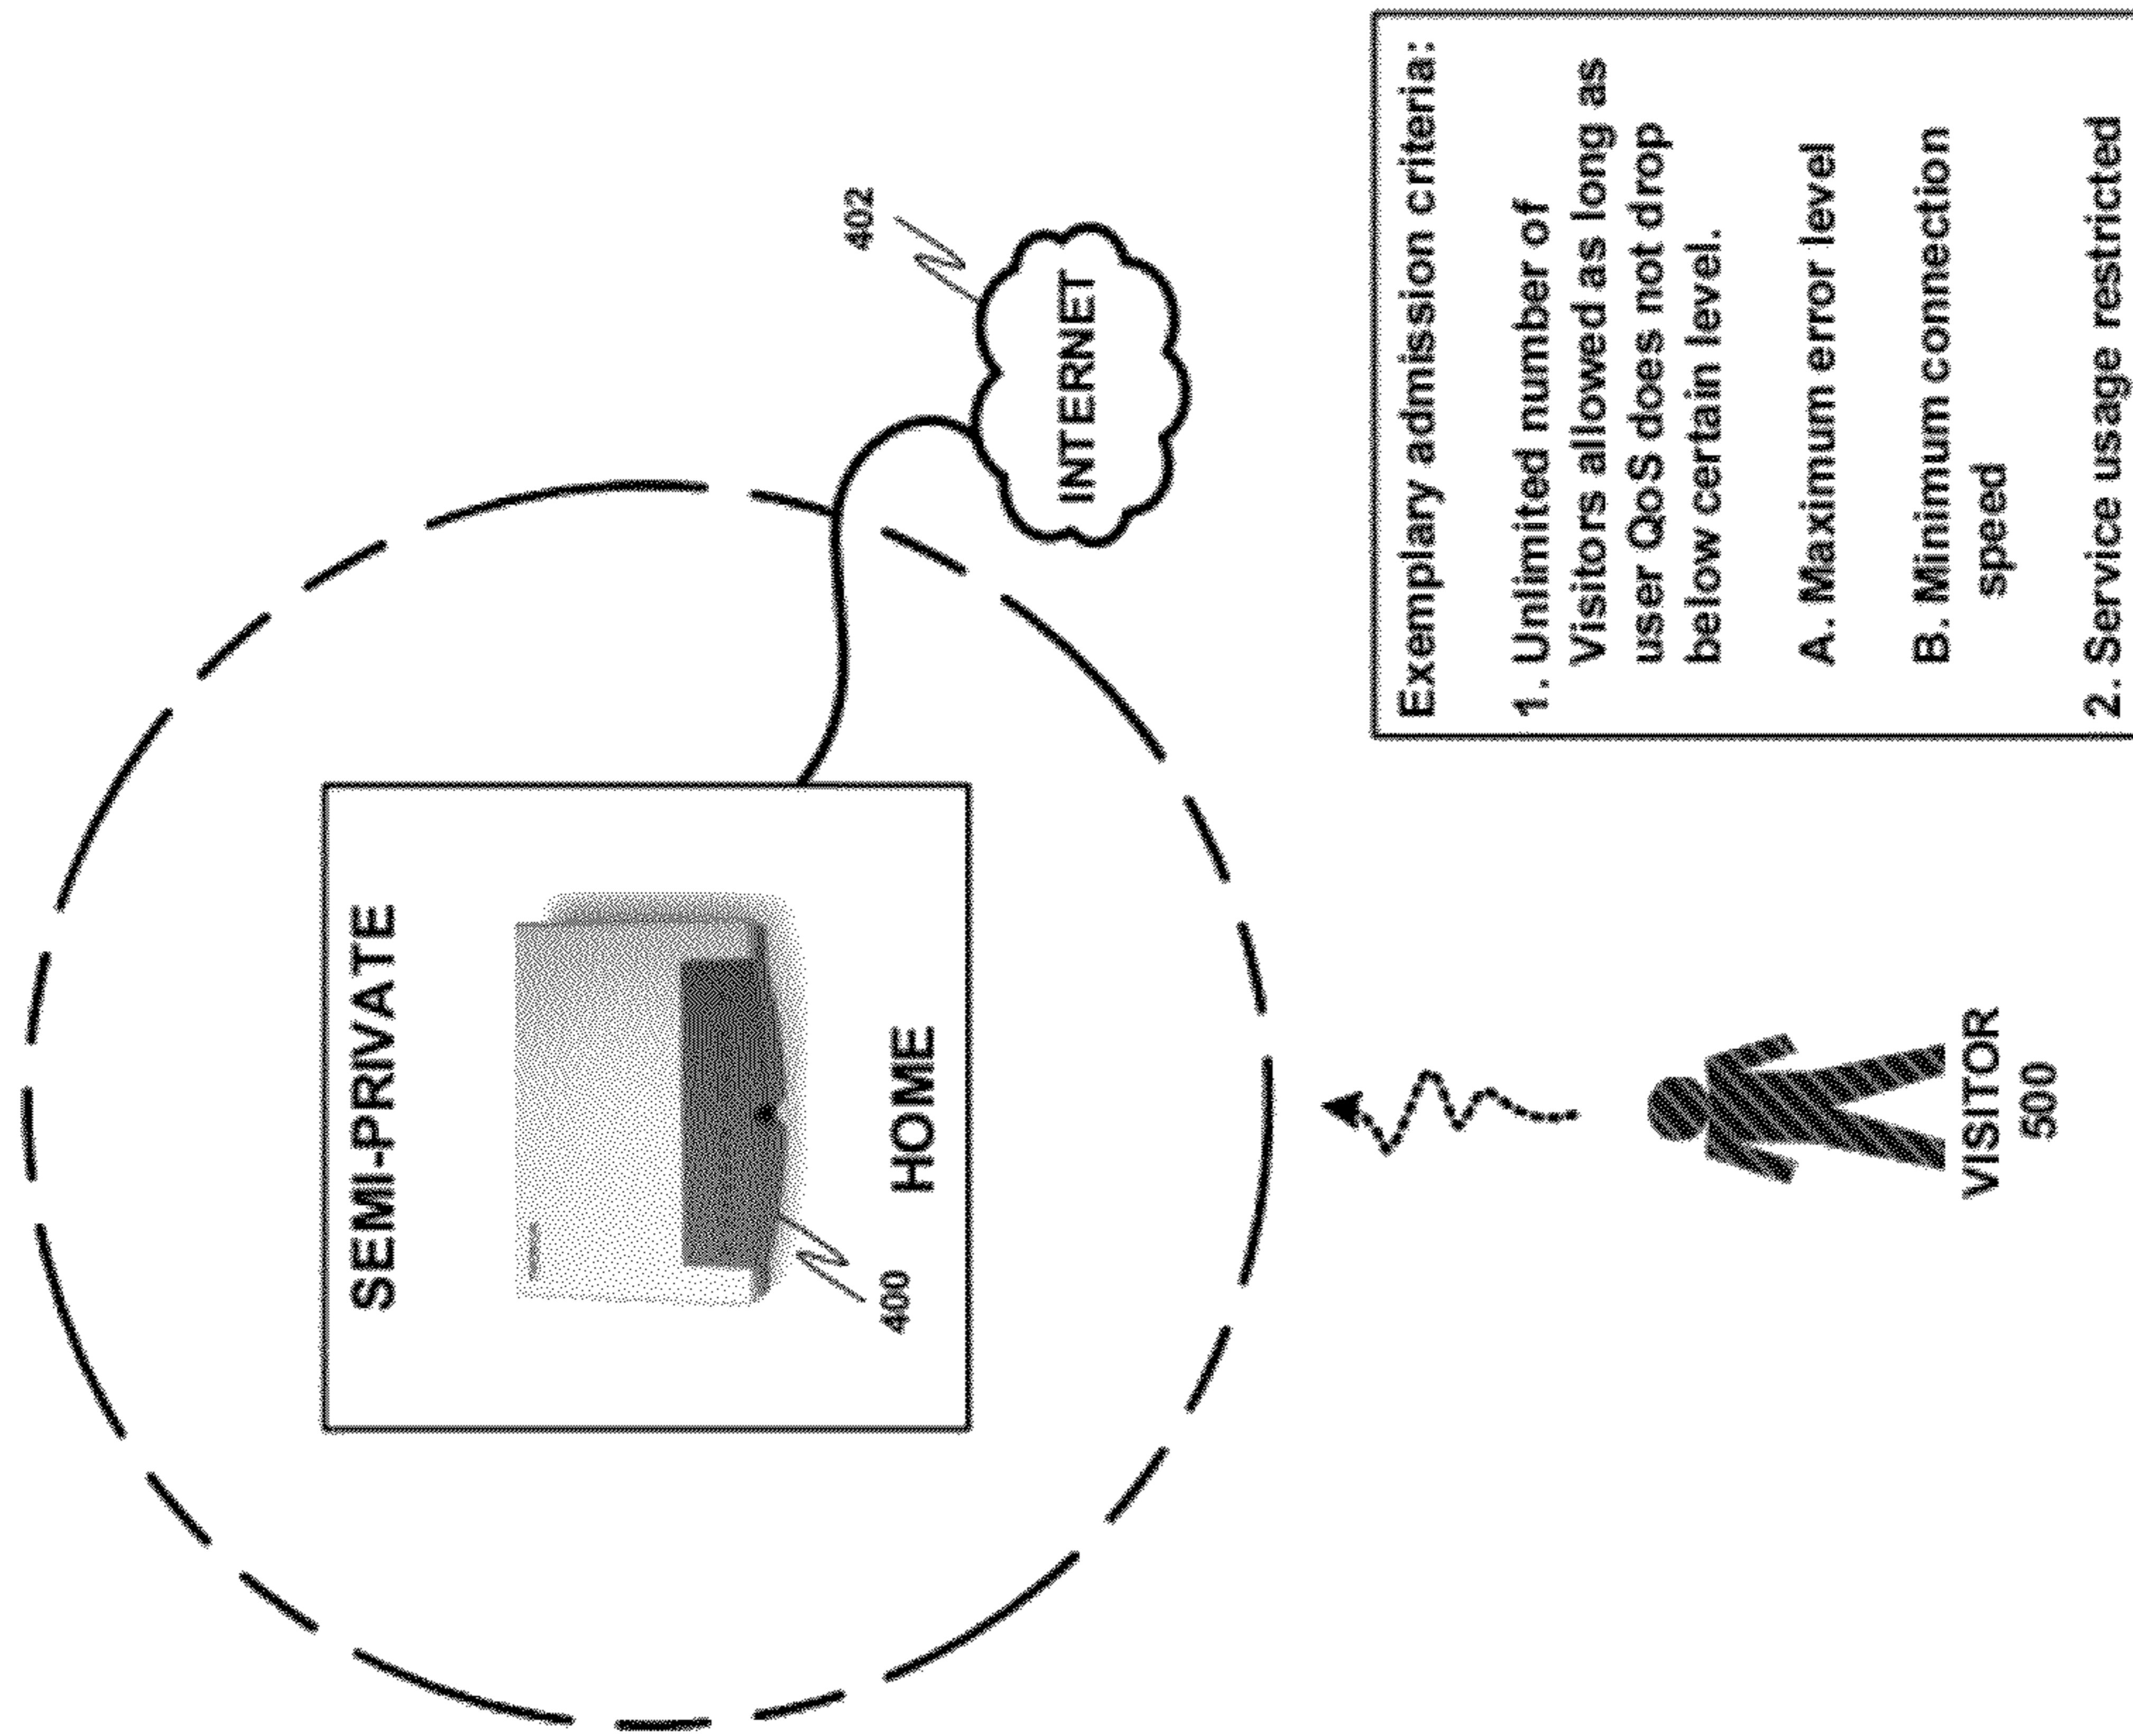 SEMI-PRIVATE
400
HOME
402
INTERNET
VISITOR
500
Exemplary admission criteria:
1. Unlimited number of
Visitors allowed as long as
user QoS does not drop
below certain level.
A. Maximum error level
B. Minimum connection
speed
2. Service usage restricted